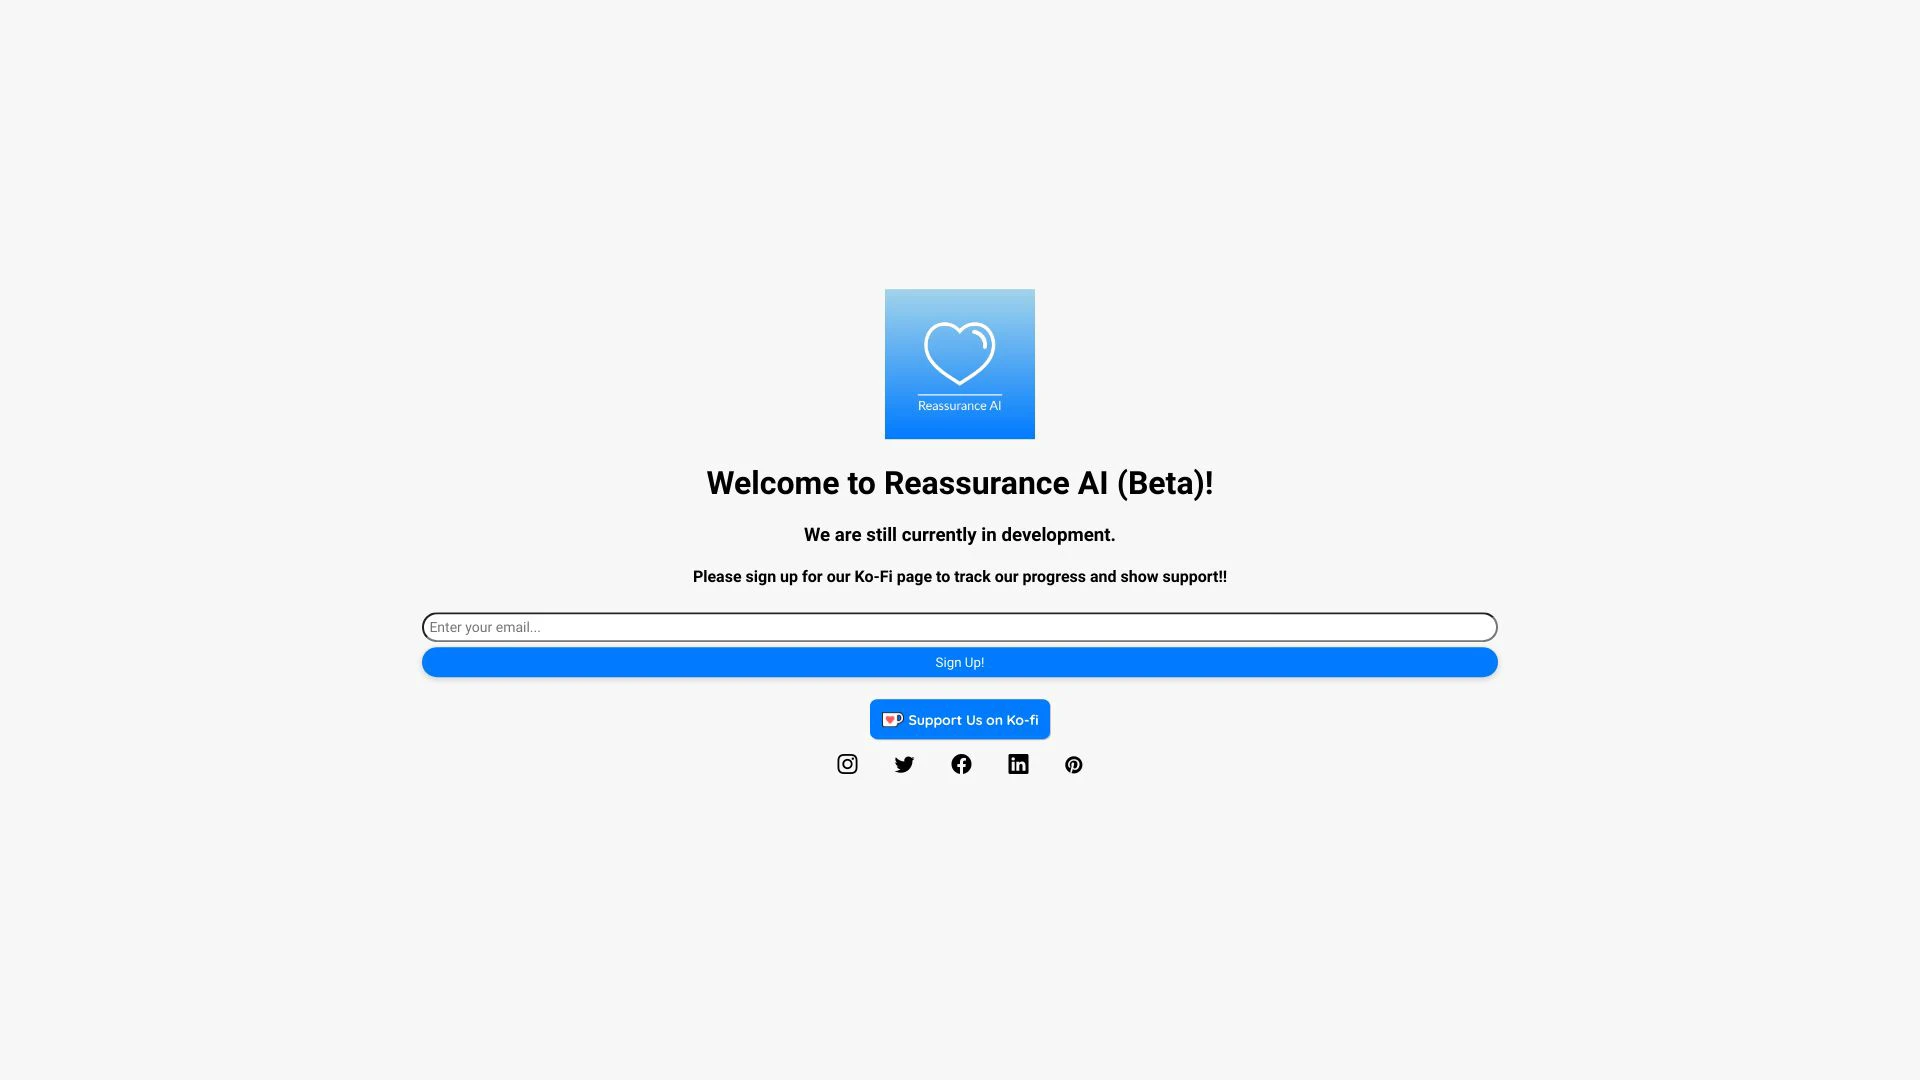 Reassurance AI
Welcome to Reassurance AI (Beta)!
We are still currently in development.
Please sign up for our Ko-Fi page to track our progress and show support!!
Enter your email...
Sign Up!
Support Us on Ko-fi